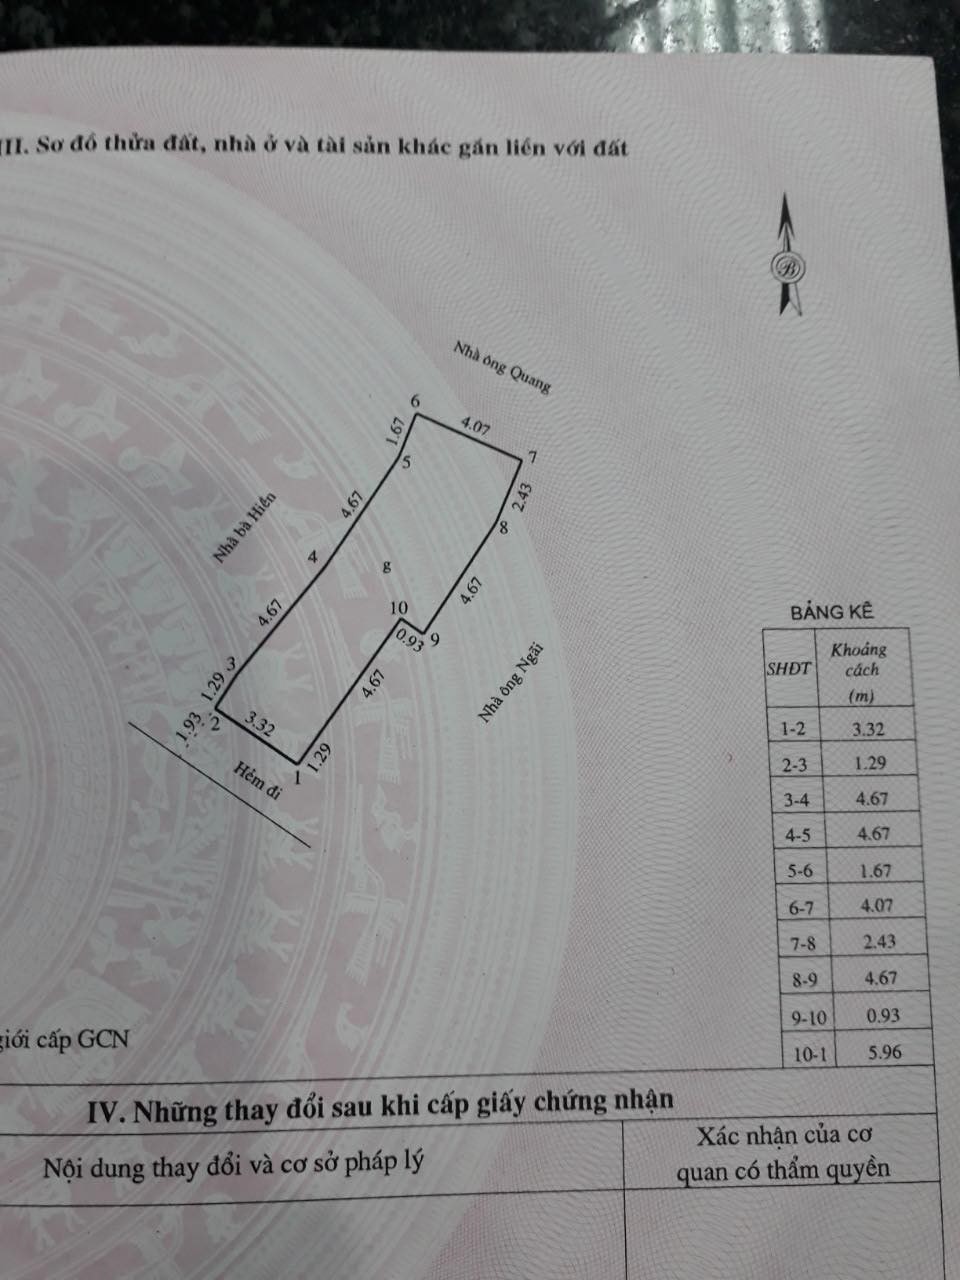 III. Sơ đồ thửa đất, nhà ở và tài sản khác gắn liền với đất
B
Nhà ông Quang
6
4.07
7
1.67
5
2.43
8
Nhà bà Hiền
4.67
4
g
4.67
10
0.93
9
4.67
Nhà ông Ngãi
3
1.29
4.67
1.93
2
3.32
1
1.29
Hẻm đi
BẢNG KÊ
SHĐT Khoảng cách (m)
1-2 3.32
2-3 1.29
3-4 4.67
4-5 4.67
5-6 1.67
6-7 4.07
7-8 2.43
8-9 4.67
9-10 0.93
10-1 5.96
giới cấp GCN
IV. Những thay đổi sau khi cấp giấy chứng nhận
Nội dung thay đổi và cơ sở pháp lý
Xác nhận của cơ
quan có thẩm quyền